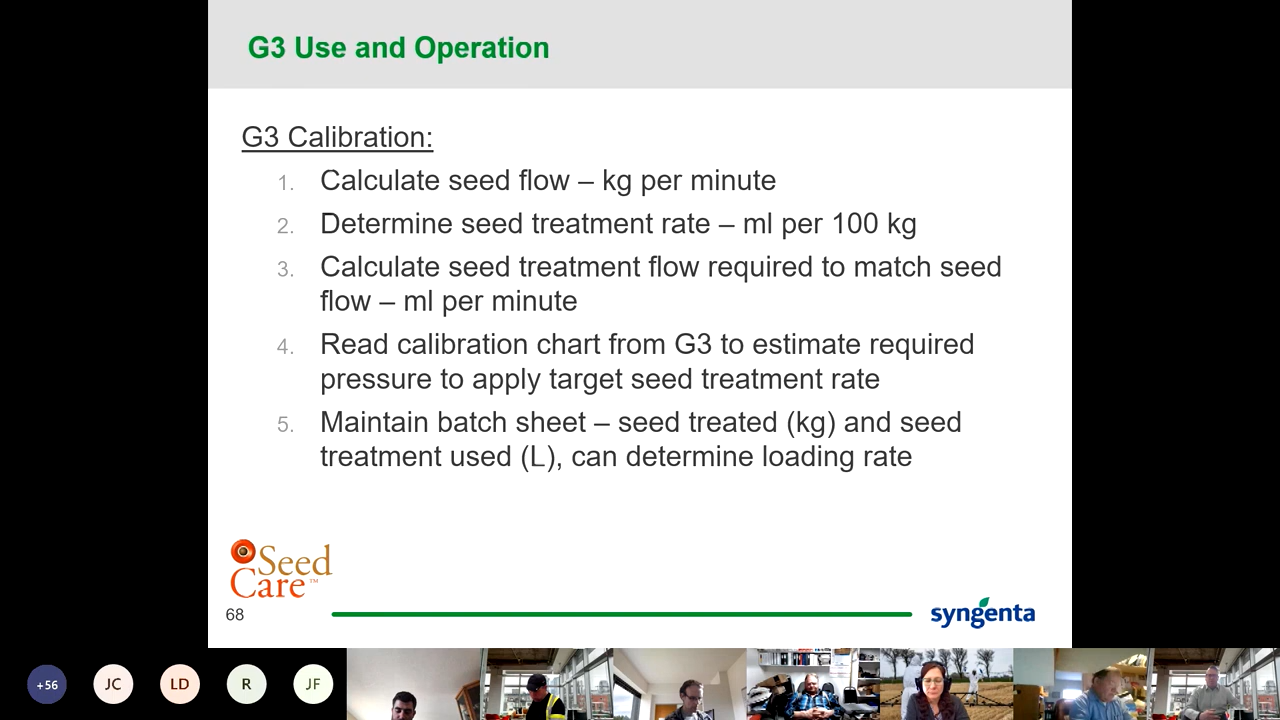 G3 Use and Operation
G3 Calibration:
1. Calculate seed flow – kg per minute
2. Determine seed treatment rate – ml per 100 kg
3. Calculate seed treatment flow required to match seed
flow – ml per minute
4. Read calibration chart from G3 to estimate required
pressure to apply target seed treatment rate
5. Maintain batch sheet – seed treated (kg) and seed
treatment used (L), can determine loading rate
Seed
Care™
68
syngenta
+56
JC
LD
R
JF